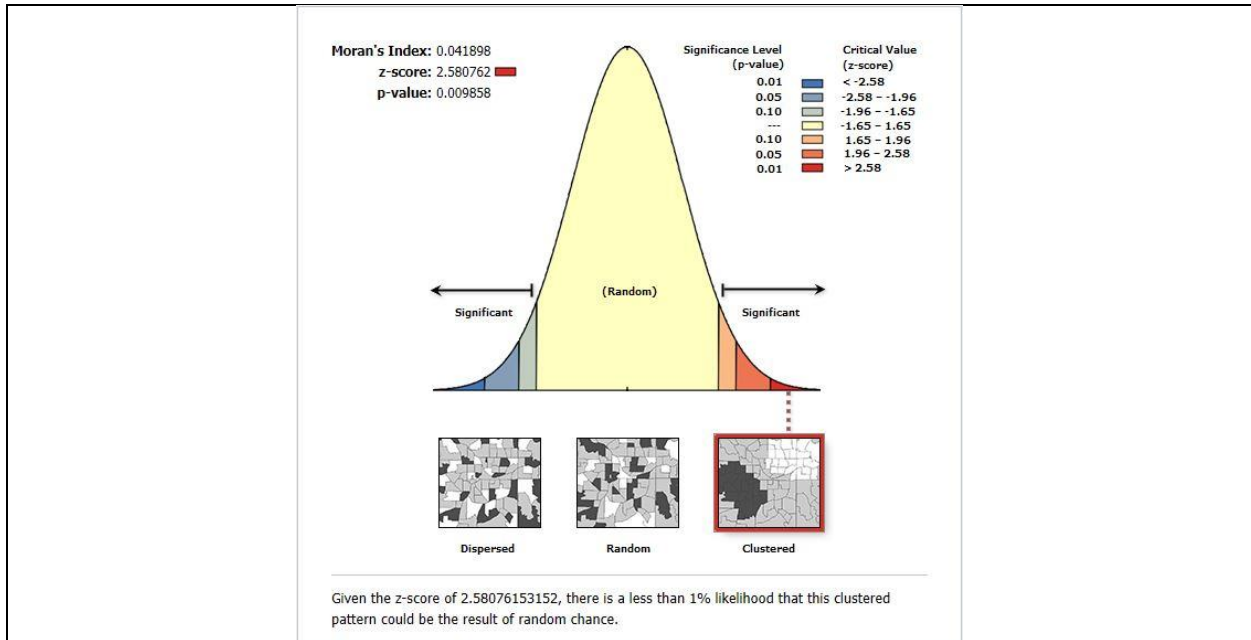 Moran's Index: 0.041898
z-score: 2.580762
p-value: 0.009858
Significance Level
(p-value)
Critical Value
(z-score)
0.01 < -2.58
0.05 -2.58 – -1.96
0.10 -1.96 – -1.65
--- -1.65 – 1.65
0.10 1.65 – 1.96
0.05 1.96 – 2.58
0.01 > 2.58
(Random)
Significant
Significant
Dispersed
Random
Clustered
Given the z-score of 2.58076153152, there is a less than 1% likelihood that this clustered
pattern could be the result of random chance.